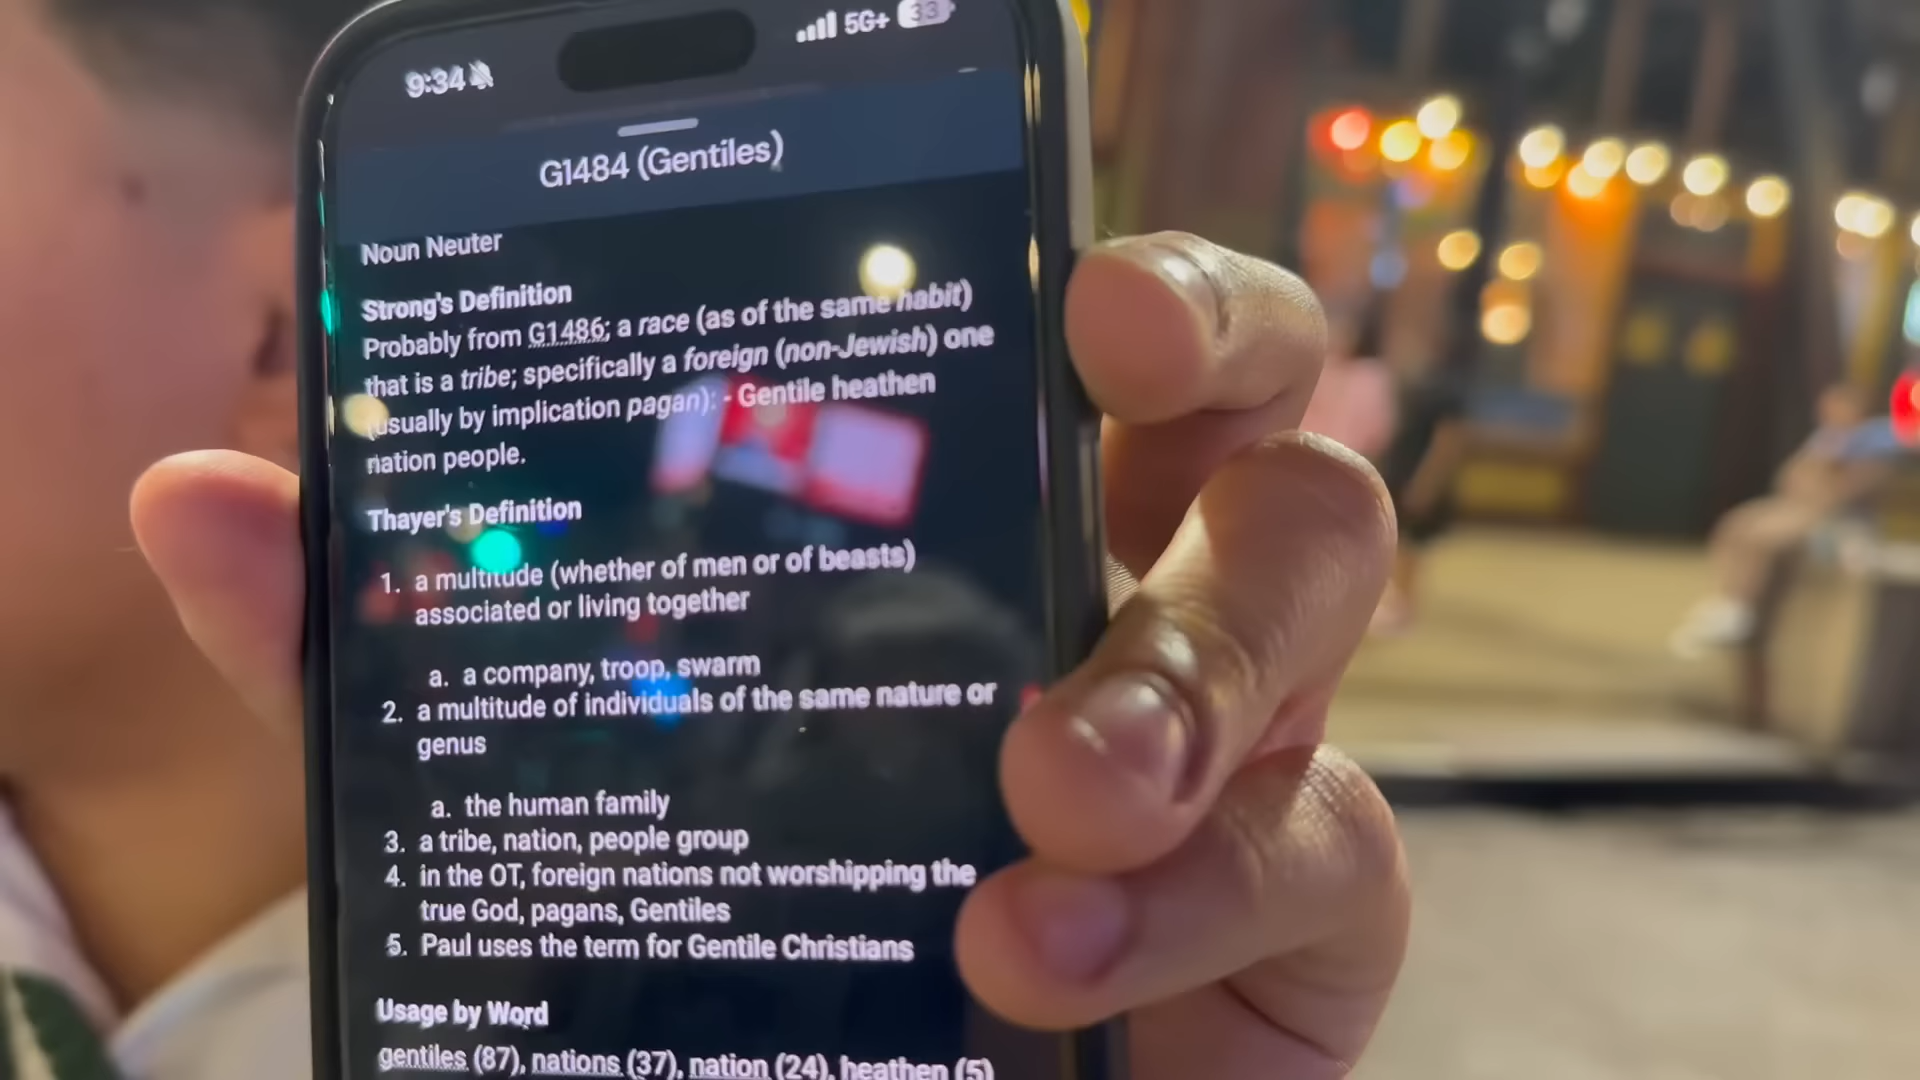 9:34
5G+ 33
G1484 (Gentiles)
Noun Neuter
Strong's Definition
Probably from G1486; a race (as of the same habit)
that is a tribe; specifically a foreign (non-Jewish) one
(usually by implication pagan): - Gentile heathen
nation people.
Thayer's Definition
1. a multitude (whether of men or of beasts)
associated or living together
a. a company, troop, swarm
2. a multitude of individuals of the same nature or
genus
a. the human family
3. a tribe, nation, people group
4. in the OT, foreign nations not worshipping the
true God, pagans, Gentiles
5. Paul uses the term for Gentile Christians
Usage by Word
gentiles (87), nations (37), nation (24), heathen (5)